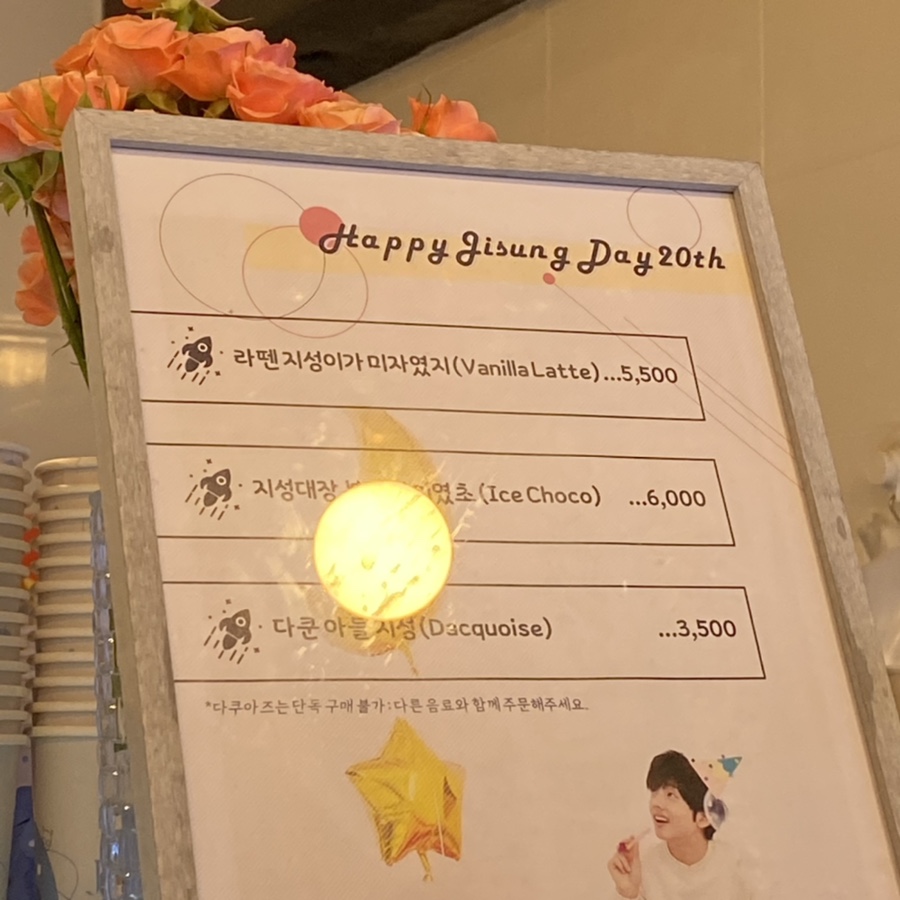 Happy Jisung Day 20th
라뗀 지성이가 미자였지(Vanilla Latte)...5,500
지성대장 였초(Ice Choco) ...6,000
다쿤 아들 지성(Dacquoise) ...3,500
*다쿠아즈는 단독 구매 불가 : 다른 음료와 함께 주문해주세요.